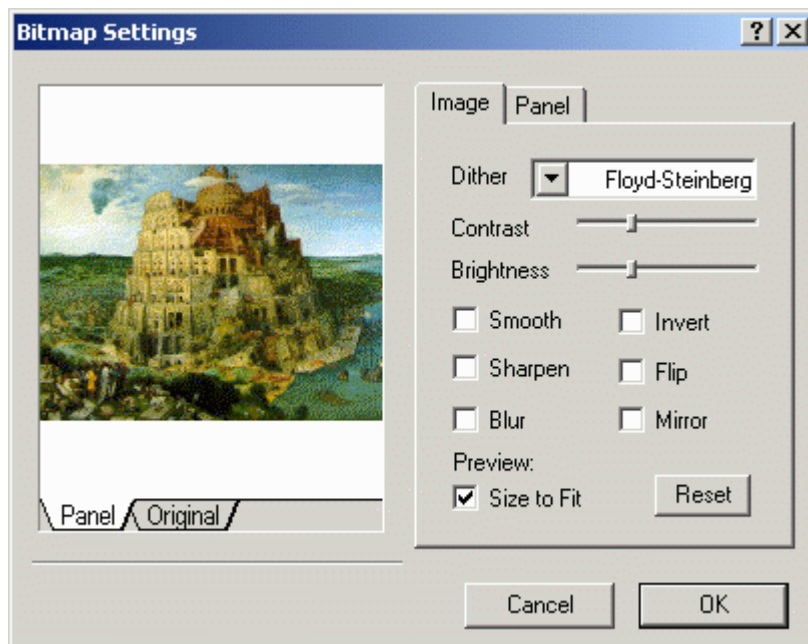 Bitmap Settings
Image
Panel
Dither
Floyd-Steinberg
Contrast
Brightness
Smooth
Invert
Sharpen
Flip
Blur
Mirror
Preview:
Size to Fit
Reset
Panel
Original
Cancel
OK